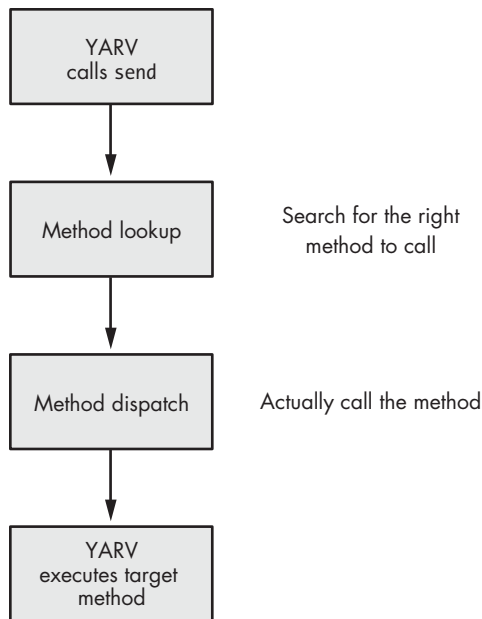 YARV
calls send
Method lookup
Search for the right
method to call
Method dispatch
Actually call the method
YARV
executes target
method